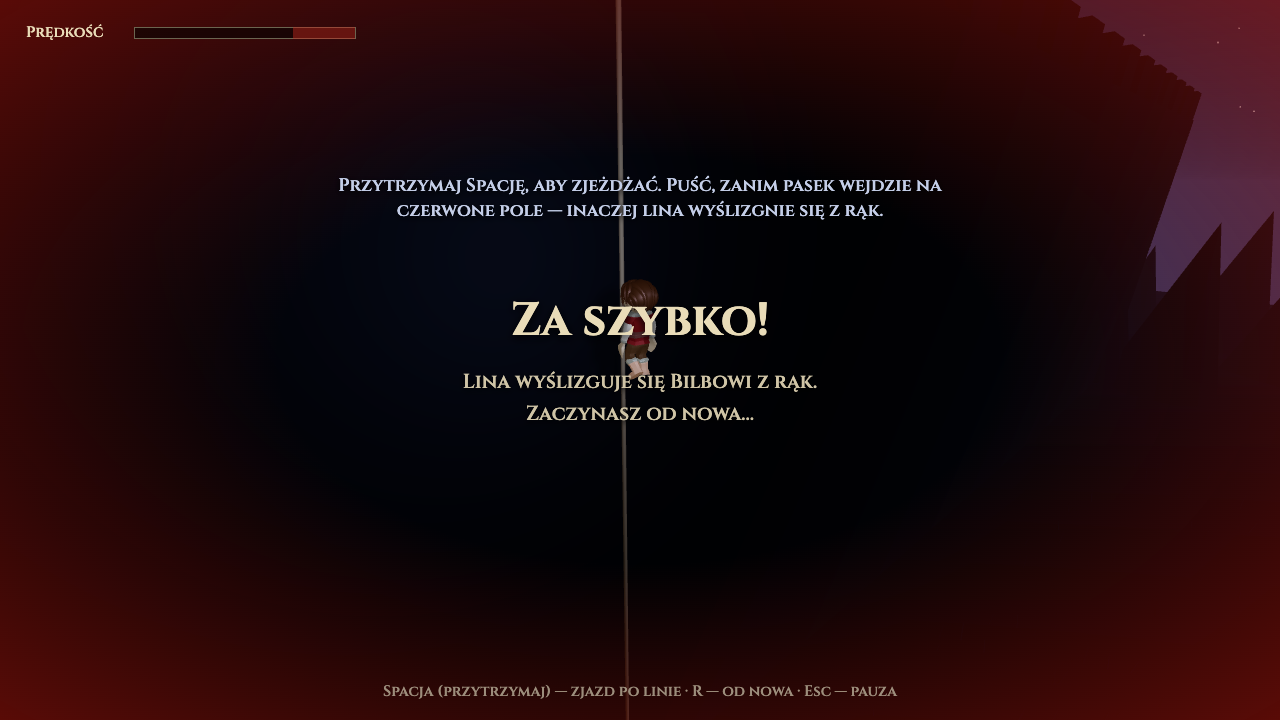 Prędkość
Przytrzymaj Spację, aby zjeżdżać. Puść, zanim pasek wejdzie na
czerwone pole — inaczej lina wyślizgnie się z rąk.
Za szybko!
Lina wyślizguje się Bilbowi z rąk.
Zaczynasz od nowa...
Spacja (przytrzymaj) — zjazd po linie · R — od nowa · Esc — pauza